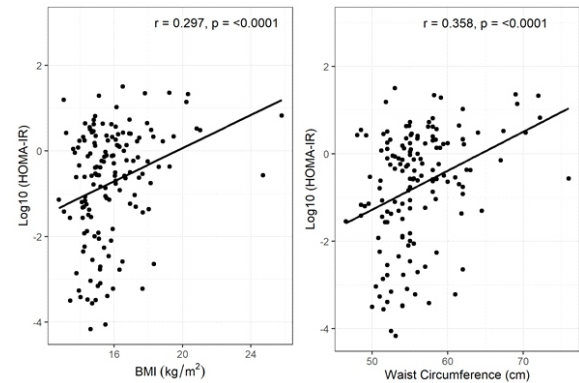 r = 0.297, p = <0.0001
2
0
-2
-4
Log10 (HOMA-IR)
16
20
24
BMI (kg/m²)
r = 0.358, p = <0.0001
2
0
-2
-4
Log10 (HOMA-IR)
50
60
70
Waist Circumference (cm)